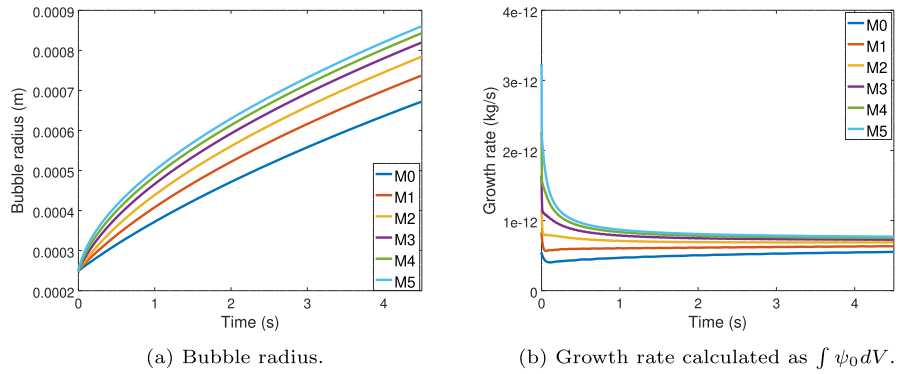 0.0009
0.0008
0.0007
0.0006
0.0005
0.0004
0.0003
0.0002
Bubble radius (m)
0 1 2 3 4
Time (s)
M0
M1
M2
M3
M4
M5
(a) Bubble radius.
4e-12
3e-12
2e-12
1e-12
0
Growth rate (kg/s)
0 1 2 3 4
Time (s)
M0
M1
M2
M3
M4
M5
(b) Growth rate calculated as ∫ ψ₀dV.